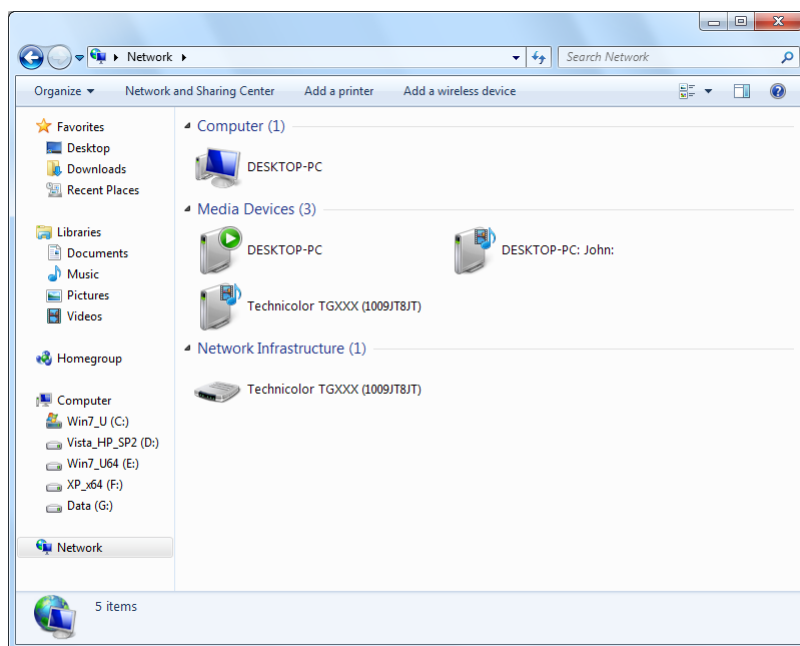 Network
Search Network
Organize
Network and Sharing Center
Add a printer
Add a wireless device
Favorites
Desktop
Downloads
Recent Places
Libraries
Documents
Music
Pictures
Videos
Homegroup
Computer
Win7_U (C:)
Vista_HP_SP2 (D:)
Win7_U64 (E:)
XP_x64 (F:)
Data (G:)
Network
Computer (1)
DESKTOP-PC
Media Devices (3)
DESKTOP-PC
DESKTOP-PC: John:
Technicolor TGXXX (1009JT8JT)
Network Infrastructure (1)
Technicolor TGXXX (1009JT8JT)
5 items